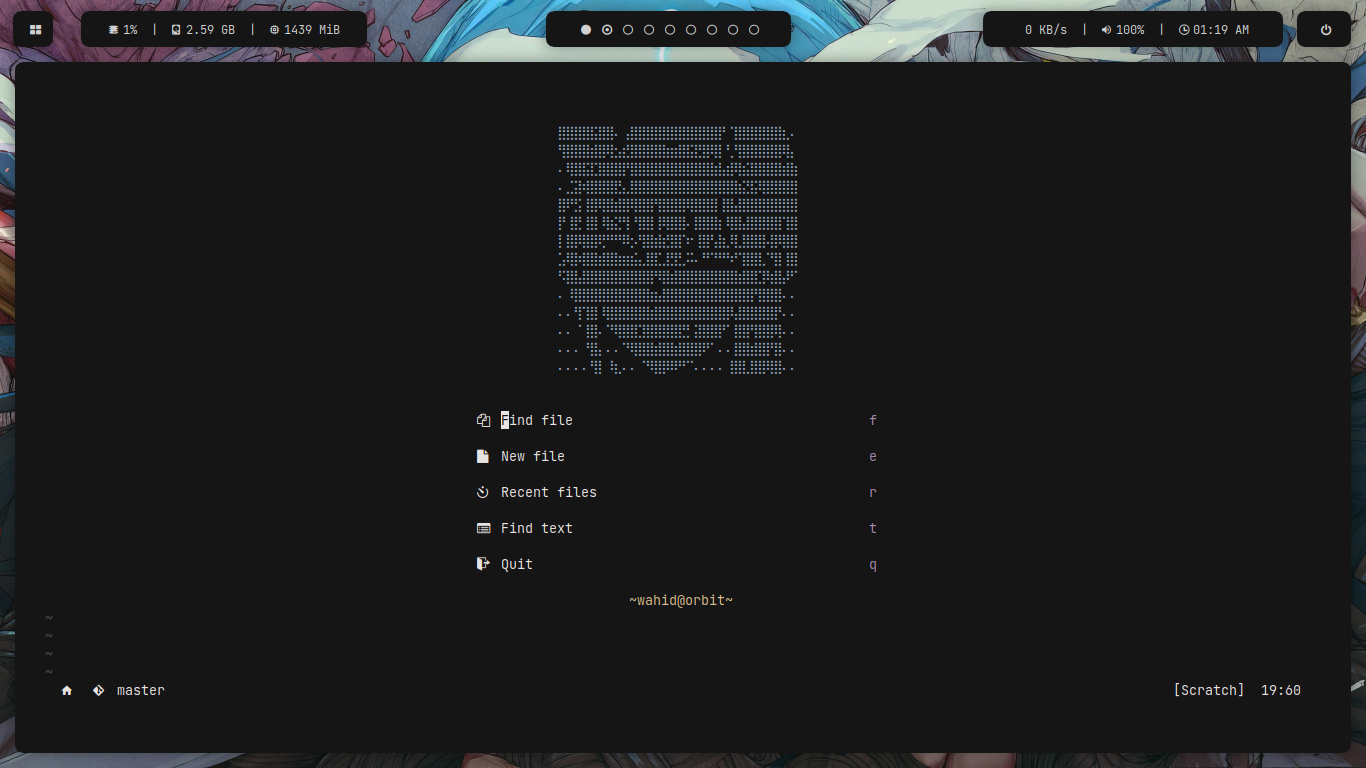 1% | 2.59 GB | 1439 MiB
0 KB/s | 100% | 01:19 AM
Find file f
New file e
Recent files r
Find text t
Quit q
~wahid@orbit~
~
~
~
~
master [Scratch] 19:60